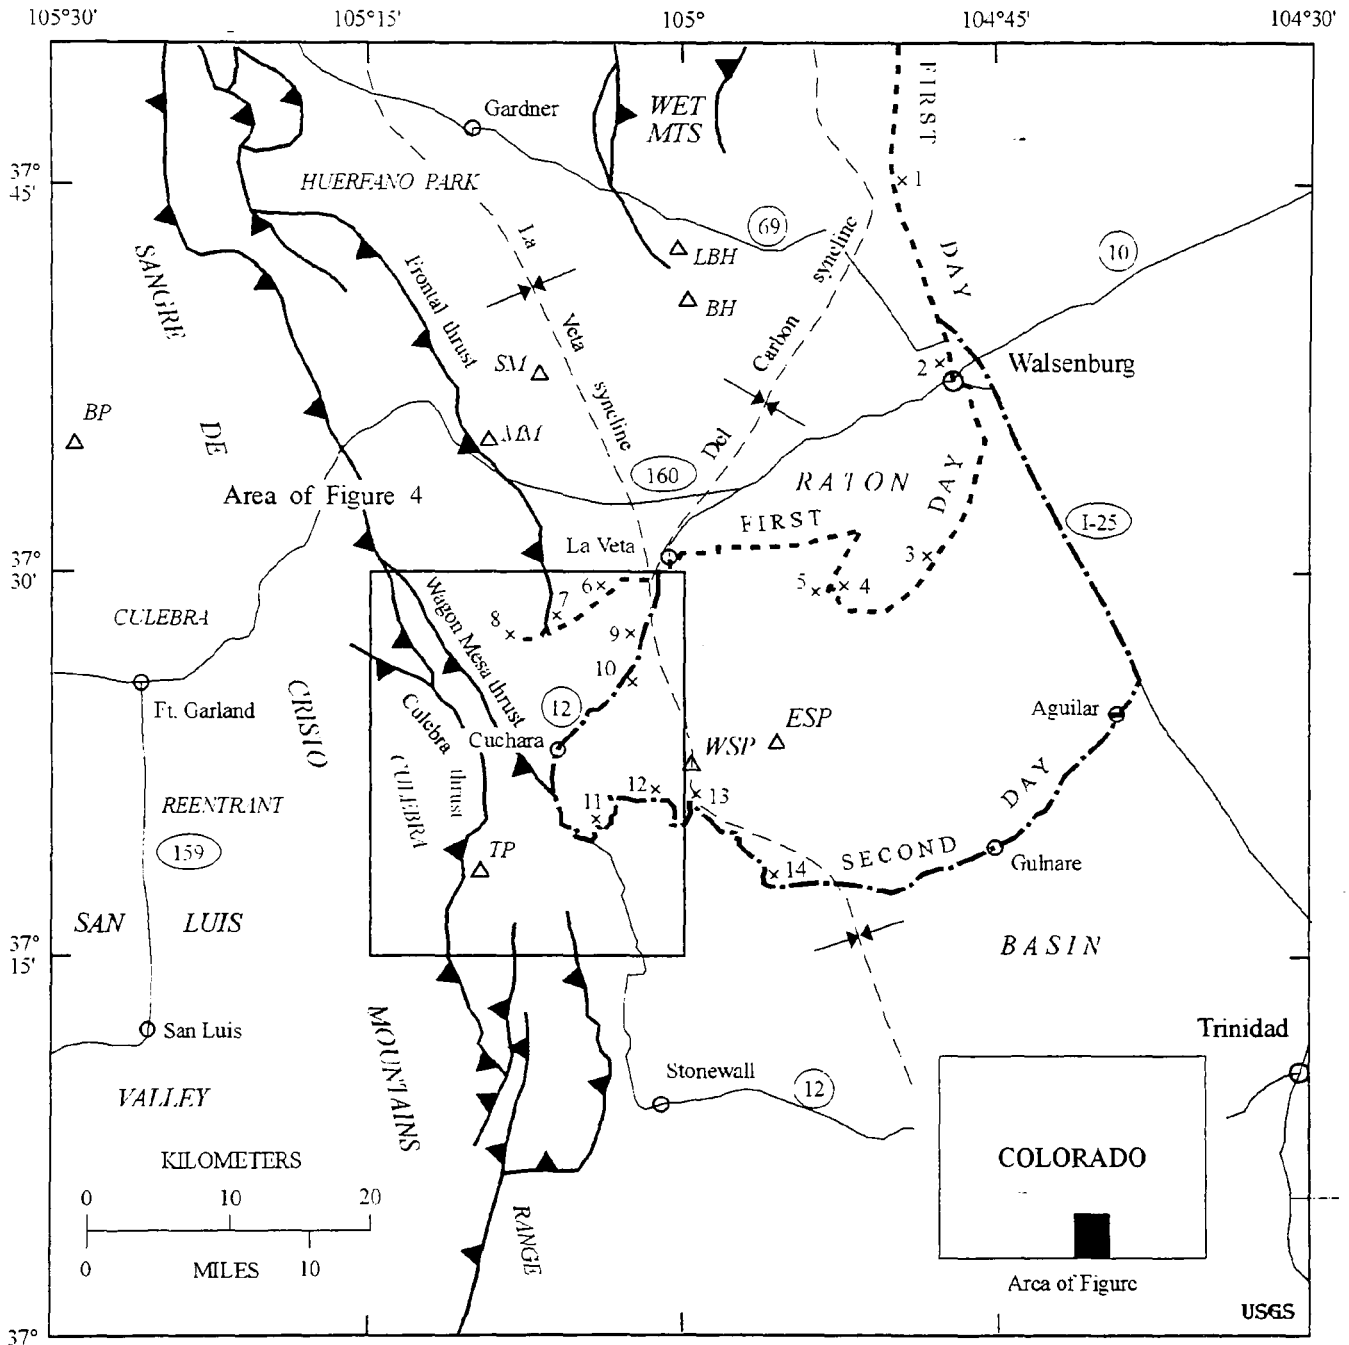 105°30' 105°15' 105° 104°45' 104°30'
Gardner
WET
MTS
FIRST
37°
45'
HUERFANO PARK
1
69
LBH
10
La
DAY
SANGRE
Frontal thrust
BH
syncline
Veta
Carbon
SM
2
Walsenburg
BP
syncline
DE
MM
Del
160
RATON
DAY
Area of Figure 4
FIRST
I-25
La Veta
3
37°
30'
6
5
4
Wagon Mesa thrust
7
8
9
CULEBRA
10
CRISTO
Ft. Garland
Culebra thrust
12
Aguilar
Cuchara
ESP
WSP
CULEBRA
12
13
DAY
REENTRANT
11
159
TP
SECOND
14
Gulnare
SAN LUIS
37°
15'
BASIN
MOUNTAINS
San Luis
Trinidad
Stonewall
VALLEY
12
KILOMETERS
0 10 20
COLORADO
RANGE
0 MILES 10
Area of Figure
USGS
37°